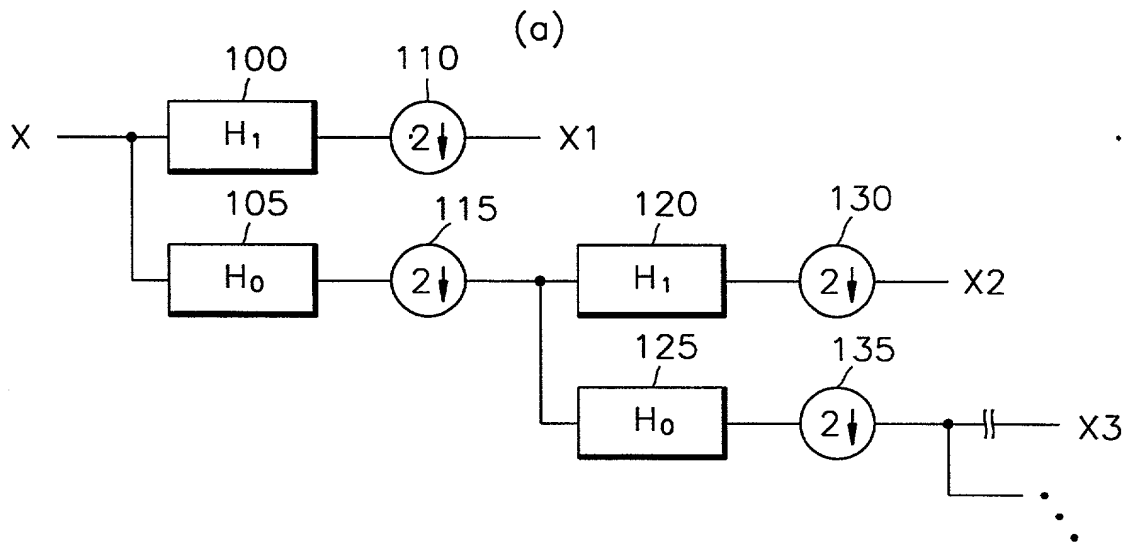 (a)
100 110
X H₁ 2↓ X1
105 115 120 130
H₀ 2↓ H₁ 2↓ X2
125 135
H₀ 2↓ X3